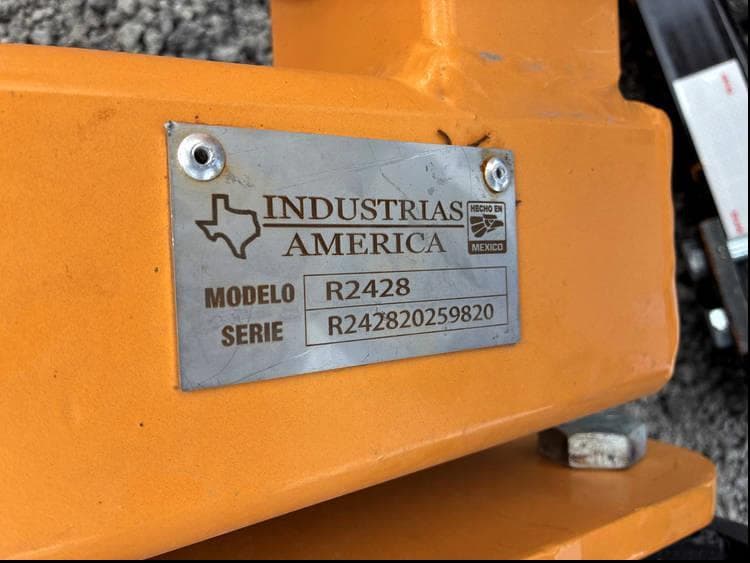 INDUSTRIAS
AMERICA
HECHO EN
MEXICO
MODELO R2428
SERIE R242820259820